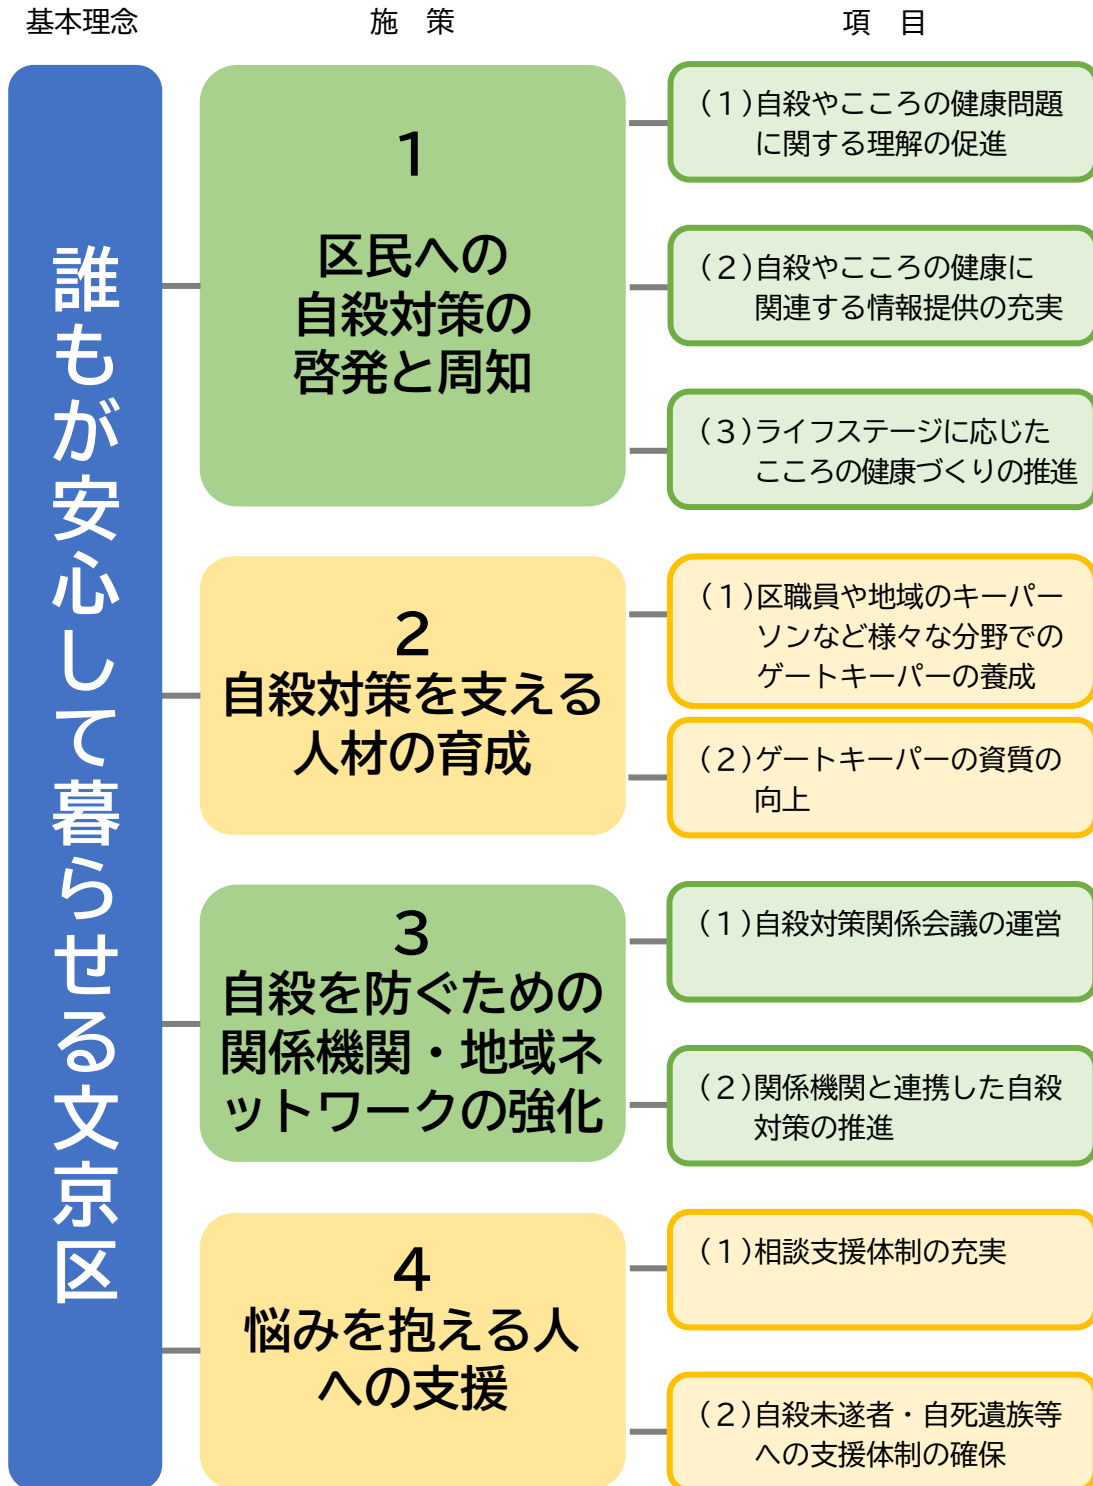 基本理念
施　策
項　目
誰もが安心して暮らせる文京区
1
区民への
自殺対策の
啓発と周知
（１）自殺やこころの健康問題
に関する理解の促進
（２）自殺やこころの健康に
関連する情報提供の充実
（３）ライフステージに応じた
こころの健康づくりの推進
2
自殺対策を支える
人材の育成
（１）区職員や地域のキーパー
ソンなど様々な分野での
ゲートキーパーの養成
（２）ゲートキーパーの資質の
向上
3
自殺を防ぐための
関係機関・地域ネ
ットワークの強化
（１）自殺対策関係会議の運営
（２）関係機関と連携した自殺
対策の推進
4
悩みを抱える人
への支援
（１）相談支援体制の充実
（２）自殺未遂者・自死遺族等
への支援体制の確保